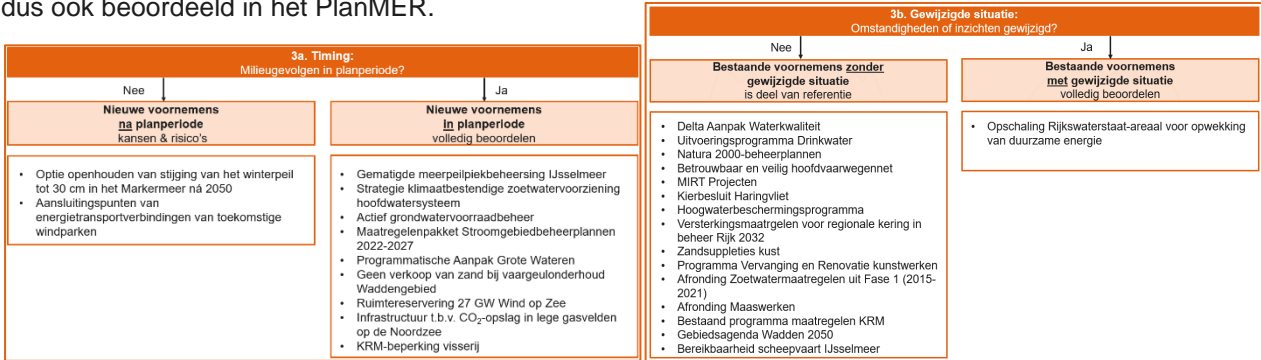 dus ook beoordeeld in het PlanMER.
3a. Timing:
Milieugevolgen in planperiode?
Nee
Ja
Nieuwe voornemens
na planperiode
kansen & risico's
Nieuwe voornemens
in planperiode
volledig beoordelen
• Optie openhouden van stijging van het winterpeil
tot 30 cm in het Markermeer ná 2050
• Aansluitingspunten van
energietransportverbindingen van toekomstige
windparken
• Gematigde meerpeilpiekbeheersing IJsselmeer
• Strategie klimaatbestendige zoetwatervoorziening
hoofdwatersysteem
• Actief grondwatervoorraadbeheer
• Maatregelenpakket Stroomgebiedbeheerplannen
2022-2027
• Programmatische Aanpak Grote Wateren
• Geen verkoop van zand bij vaargeulonderhoud
Waddengebied
• Ruimtereservering 27 GW Wind op Zee
• Infrastructuur t.b.v. CO₂-opslag in lege gasvelden
op de Noordzee
• KRM-beperking visserij
3b. Gewijzigde situatie:
Omstandigheden of inzichten gewijzigd?
Nee
Ja
Bestaande voornemens zonder
gewijzigde situatie
is deel van referentie
Bestaande voornemens
met gewijzigde situatie
volledig beoordelen
• Delta Aanpak Waterkwaliteit
• Uitvoeringsprogramma Drinkwater
• Natura 2000-beheerplannen
• Betrouwbaar en veilig hoofdvaarwegennet
• MIRT Projecten
• Kierbesluit Haringvliet
• Hoogwaterbeschermingsprogramma
• Versterkingsmaatrgelen voor regionale kering in
beheer Rijk 2032
• Zandsuppleties kust
• Programma Vervanging en Renovatie kunstwerken
• Afronding Zoetwatermaatregelen uit Fase 1 (2015-
2021)
• Afronding Maaswerken
• Bestaand programma maatregelen KRM
• Gebiedsagenda Wadden 2050
• Bereikbaarheid scheepvaart IJsselmeer
• Opschaling Rijkswaterstaat-areaal voor opwekking
van duurzame energie